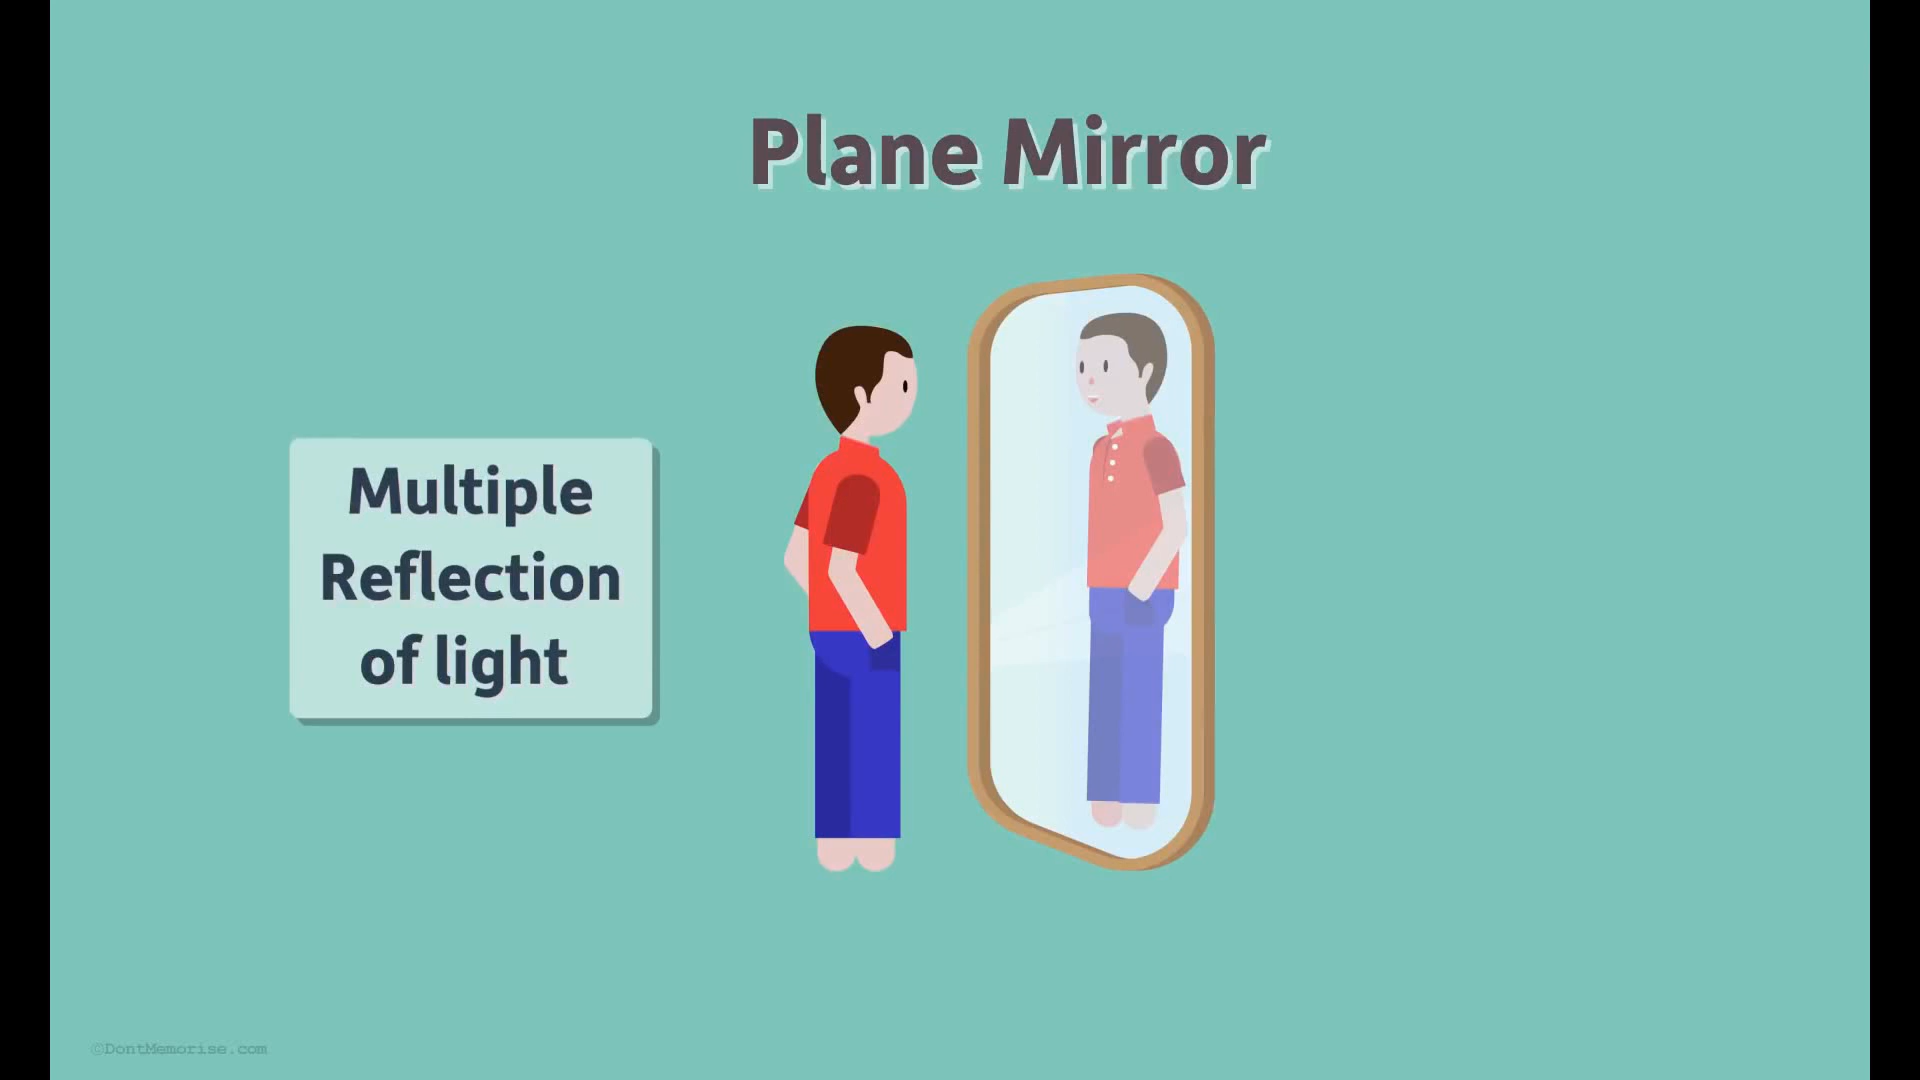 Plane Mirror
Multiple
Reflection
of light
©DontMemorise.com